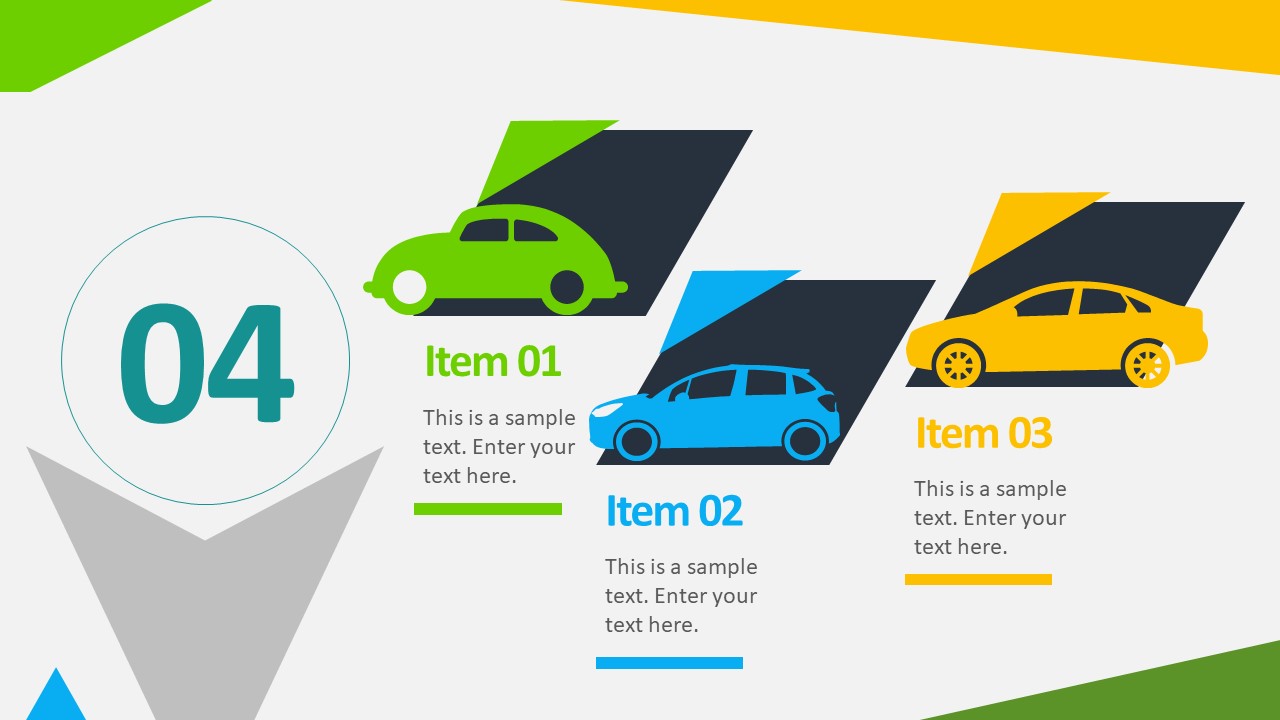 04
Item 01
This is a sample
text. Enter your
text here.
Item 02
This is a sample
text. Enter your
text here.
Item 03
This is a sample
text. Enter your
text here.